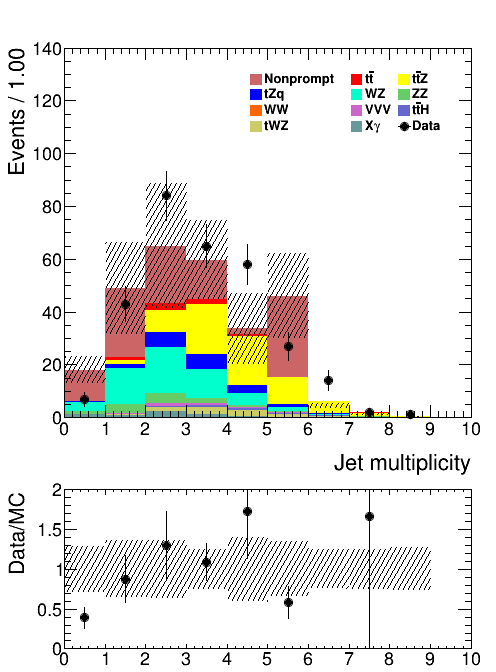 140
120
100
80
60
40
20
0
Events / 1.00
Nonprompt tt̄ tt̄Z
tZq WZ ZZ
WW VVV tt̄H
tWZ Xγ Data
0 1 2 3 4 5 6 7 8 9 10
Jet multiplicity
2
1.5
1
0.5
0
Data/MC
0 1 2 3 4 5 6 7 8 9 10